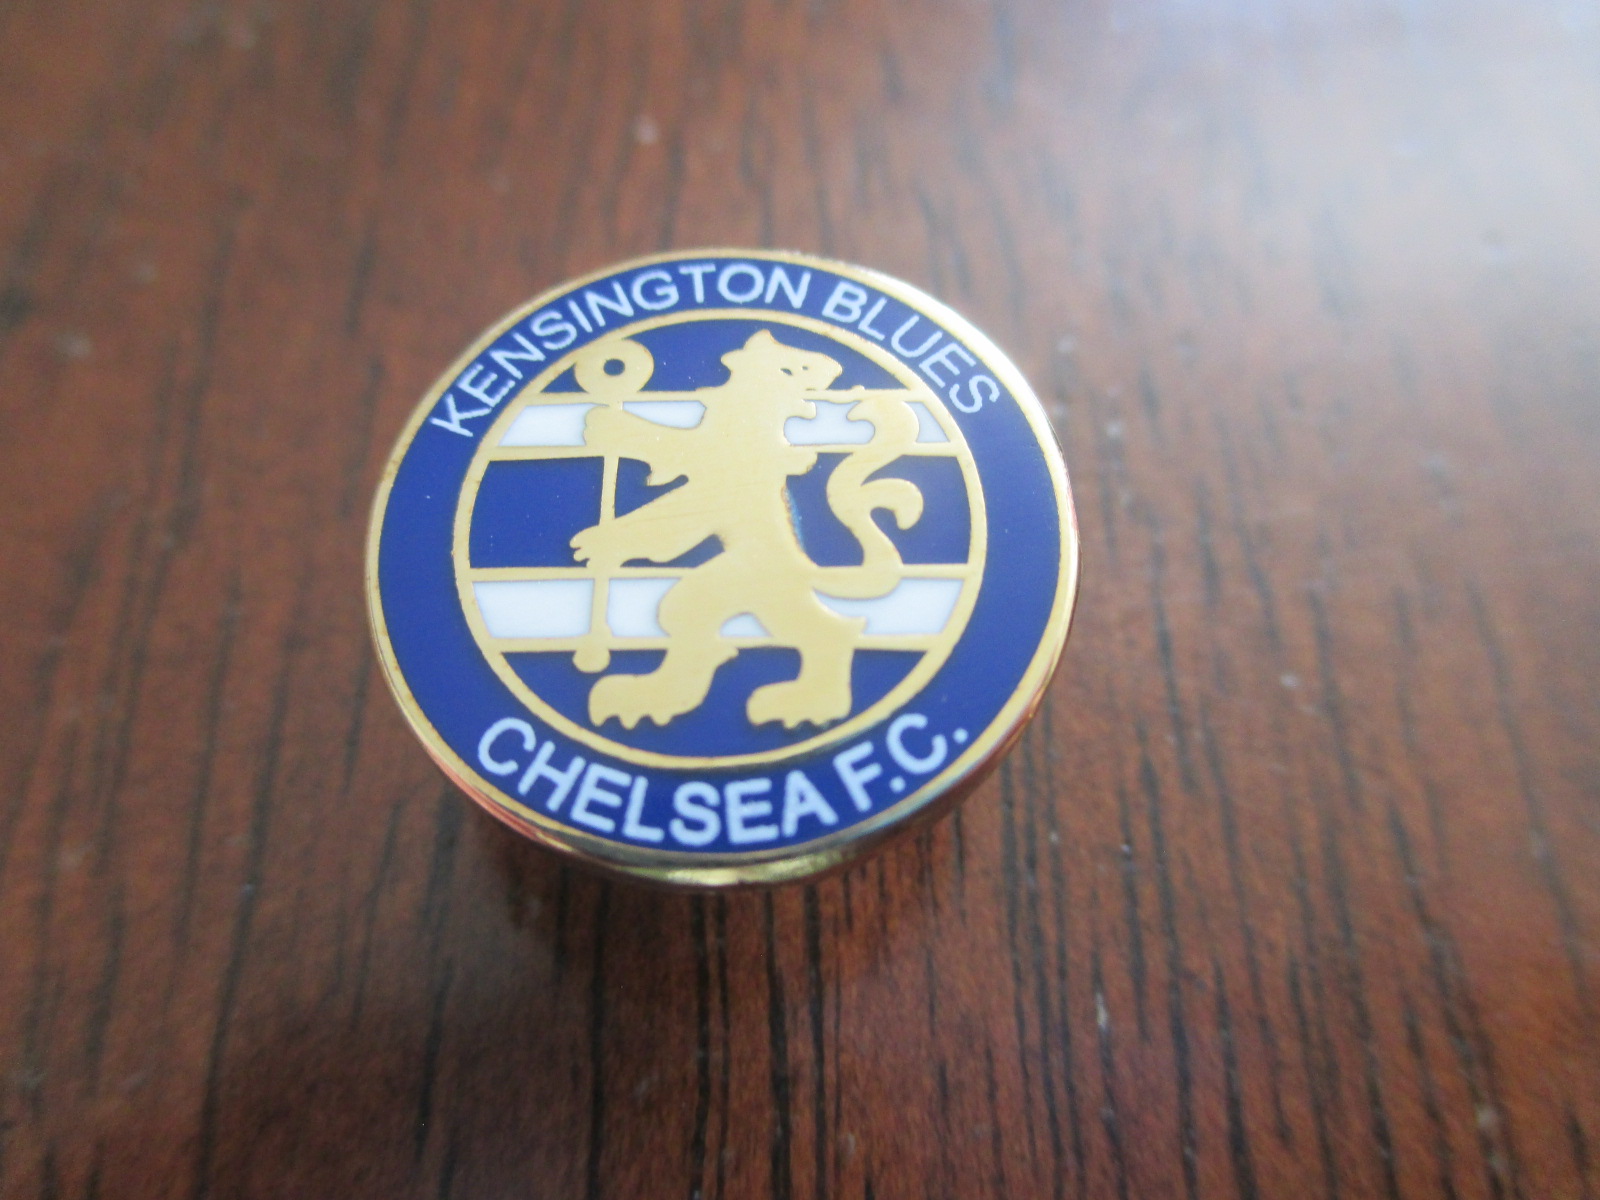 KENSINGTON BLUES
CHELSEA F.C.